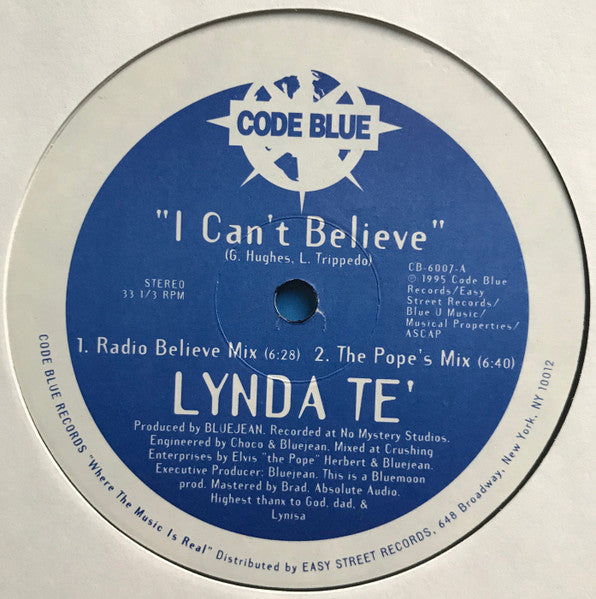 CODE BLUE
"I Can't Believe"
(G. Hughes, L. Trippedo)
STEREO
33 1/3 RPM
CB-6007-A
℗ 1995 Code Blue
Records/Easy
Street Records/
Blue U Music/
Musical Properties/
ASCAP
1. Radio Believe Mix (6:28) 2. The Pope's Mix (6:40)
LYNDA TE'
Produced by BLUEJEAN. Recorded at No Mystery Studios.
Engineered by Choco & Bluejean. Mixed at Crushing
Enterprises by Elvis "the Pope" Herbert & Bluejean.
Executive Producer: Bluejean. This is a Bluemoon
prod. Mastered by Brad. Absolute Audio.
Highest thanx to God, dad, &
Lynisa
CODE BLUE RECORDS "Where The Music Is Real" Distributed by EASY STREET RECORDS, 648 Broadway, New York, NY 10012